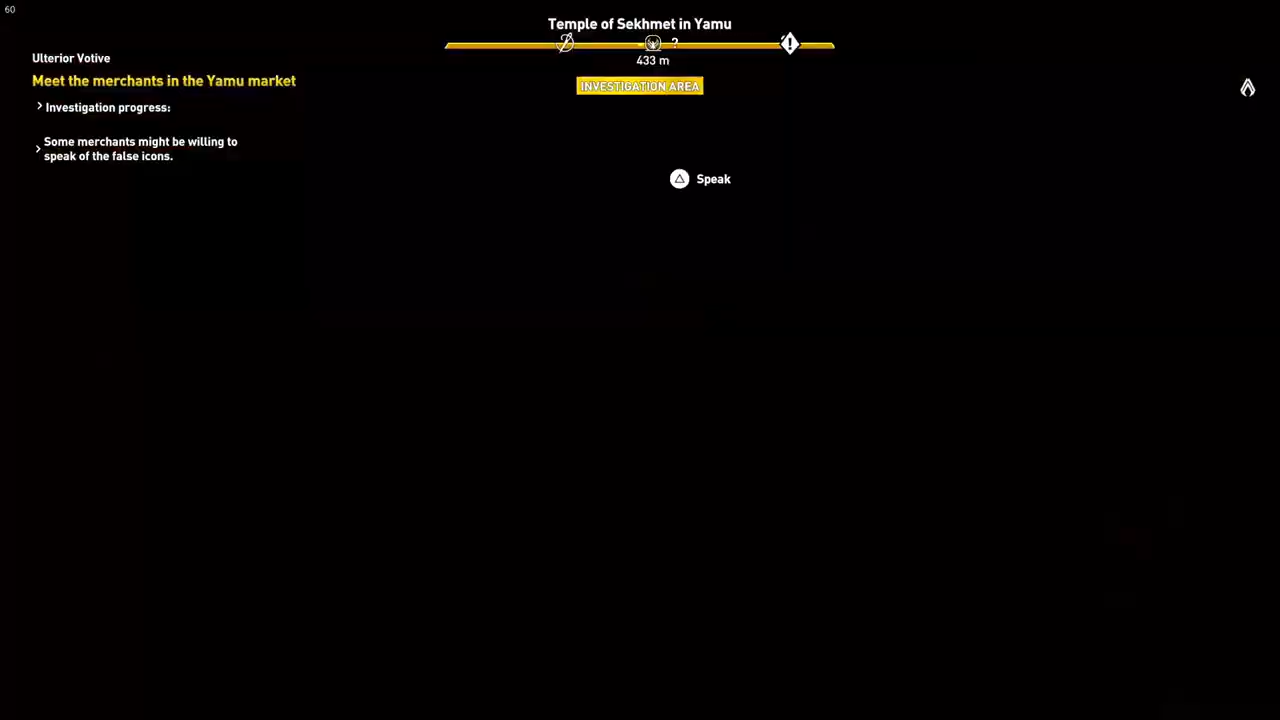 60
Temple of Sekhmet in Yamu
?
433 m
INVESTIGATION AREA
Ulterior Votive
Meet the merchants in the Yamu market
Investigation progress:
Some merchants might be willing to
speak of the false icons.
Speak